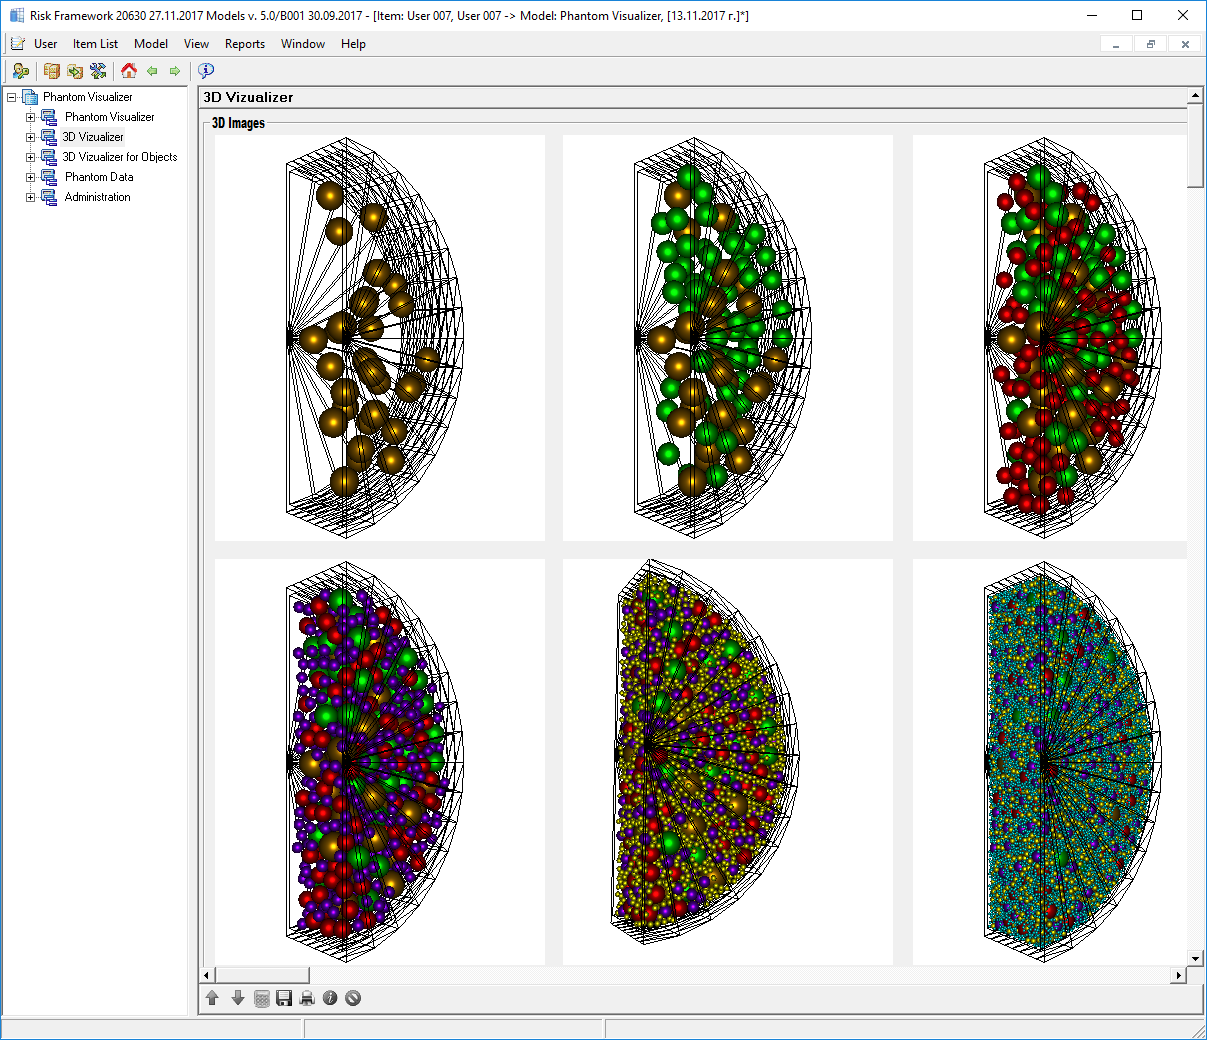 Risk Framework 20630 27.11.2017 Models v. 5.0/B001 30.09.2017 - [Item: User 007, User 007 -> Model: Phantom Visualizer, [13.11.2017 г.]*]
User Item List Model View Reports Window Help
Phantom Visualizer
Phantom Visualizer
3D Vizualizer
3D Vizualizer for Objects
Phantom Data
Administration
3D Vizualizer
3D Images